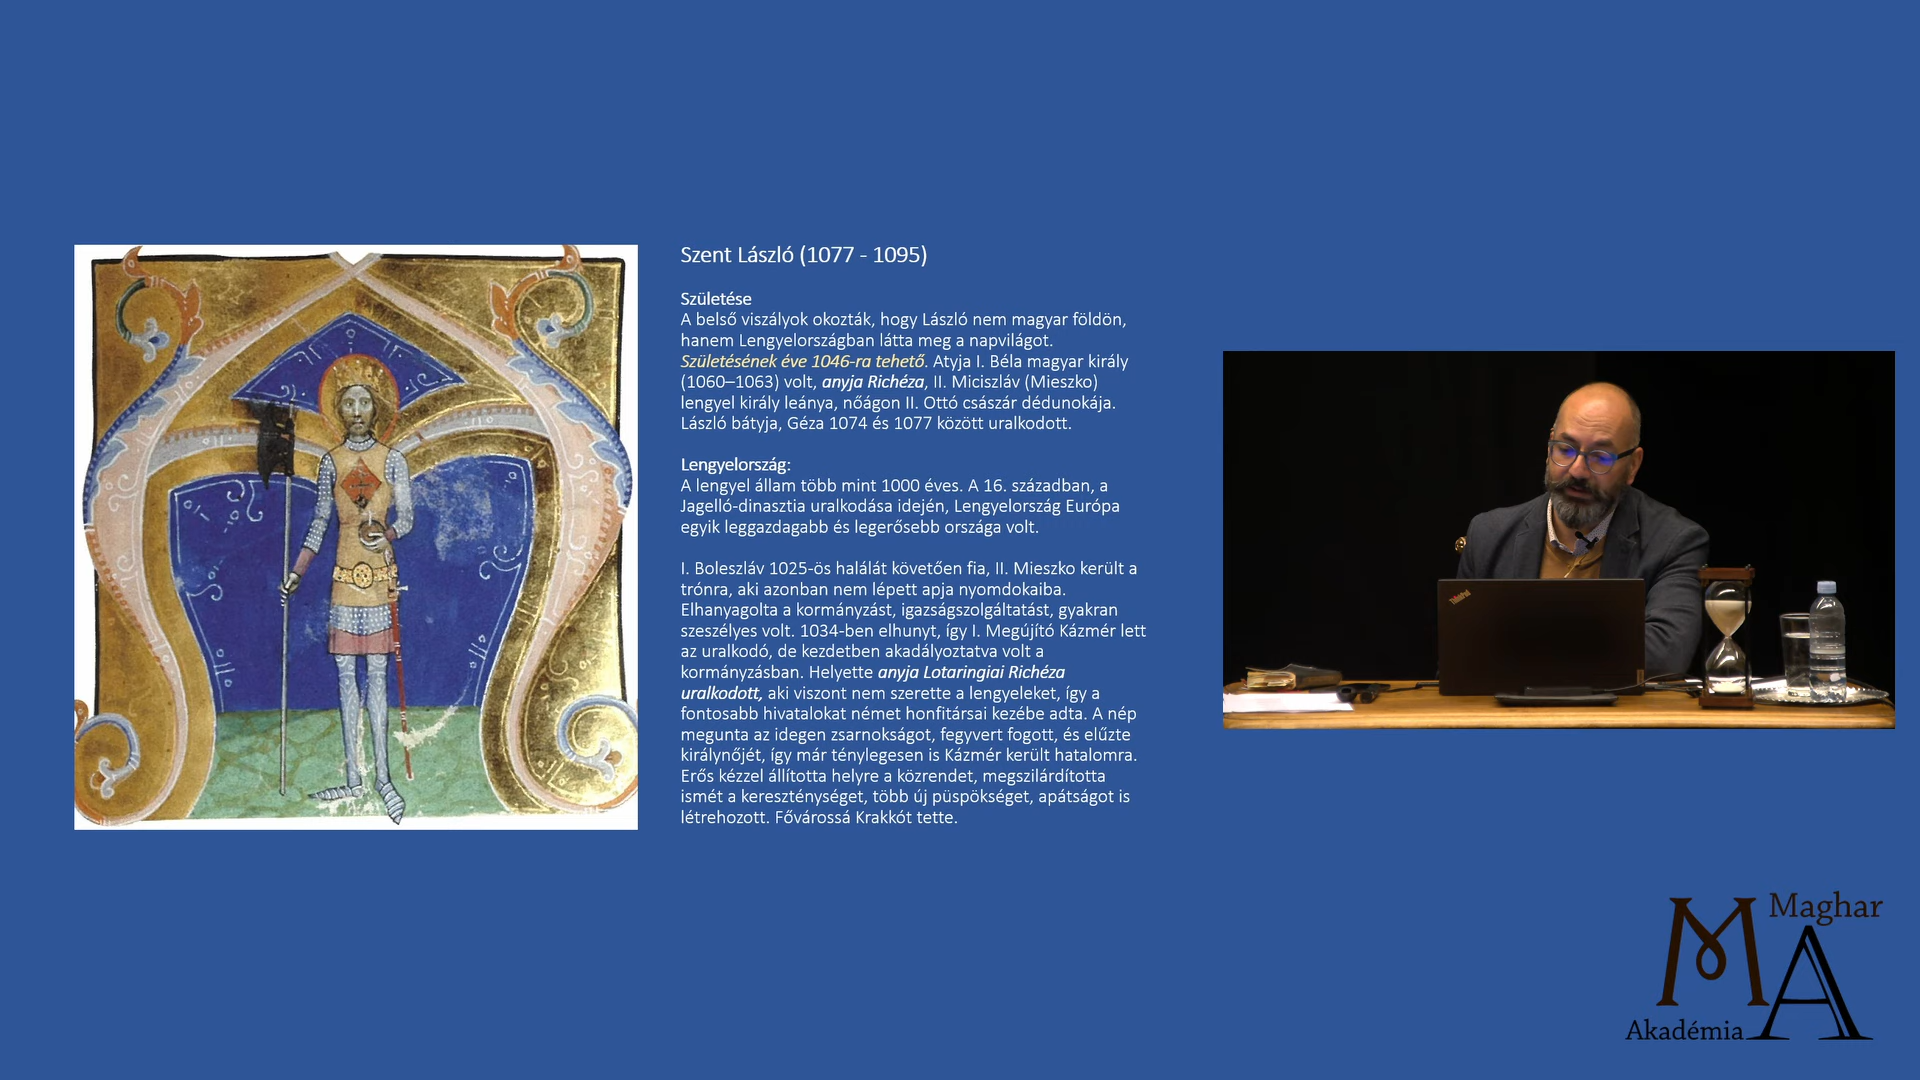 Szent László (1077 - 1095)
Születése
A belső viszályok okozták, hogy László nem magyar földön,
hanem Lengyelországban látta meg a napvilágot.
Születésének éve 1046-ra tehető. Atyja I. Béla magyar király
(1060–1063) volt, anyja Richéza, II. Miciszláv (Mieszko)
lengyel király leánya, nőágon II. Ottó császár dédunokája.
László bátyja, Géza 1074 és 1077 között uralkodott.
Lengyelország:
A lengyel állam több mint 1000 éves. A 16. században, a
Jagelló-dinasztia uralkodása idején, Lengyelország Európa
egyik leggazdagabb és legerősebb országa volt.
I. Boleszláv 1025-ös halálát követően fia, II. Mieszko került a
trónra, aki azonban nem lépett apja nyomdokaiba.
Elhanyagolta a kormányzást, igazságszolgáltatást, gyakran
szeszélyes volt. 1034-ben elhunyt, így I. Megújító Kázmér lett
az uralkodó, de kezdetben akadályoztatva volt a
kormányzásban. Helyette anyja Lotaringiai Richéza
uralkodott, aki viszont nem szerette a lengyeleket, így a
fontosabb hivatalokat német honfitársai kezébe adta. A nép
megunta az idegen zsarnokságot, fegyvert fogott, és elűzte
királynőjét, így már ténylegesen is Kázmér került hatalomra.
Erős kézzel állította helyre a közrendet, megszilárdította
ismét a kereszténységet, több új püspökséget, apátságot is
létrehozott. Fővárossá Krakkót tette.
ThinkPad
Maghar
MA
Akadémia